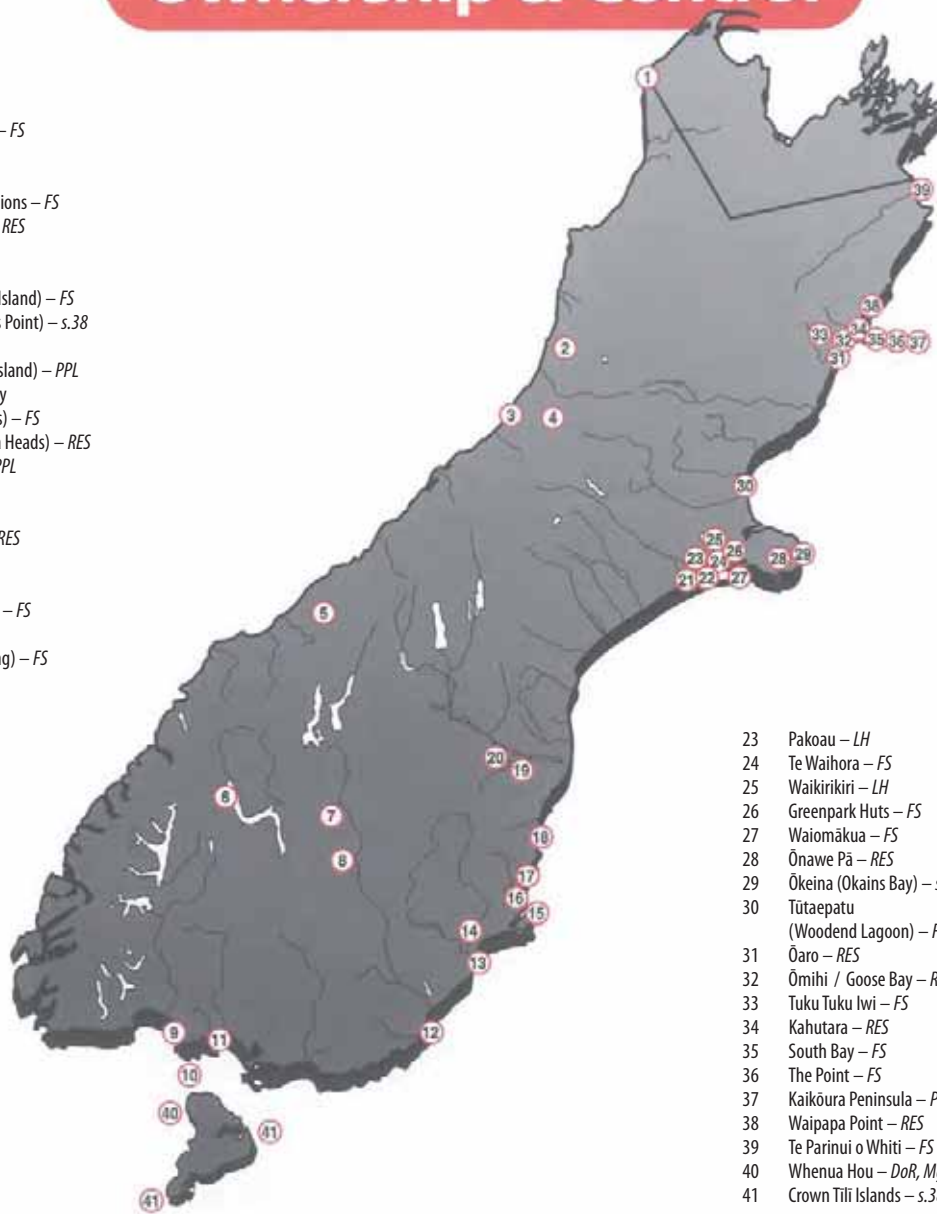 Ownership & Control
– FS
ions – FS
RES
Island) – FS
s Point) – s.38
sland) – PPL
y
s) – FS
n Heads) – RES
PPL
RES
– FS
ng) – FS
1
39
38
33
34
32
35
36
37
31
2
3
4
30
25
23
24
26
28
29
21
22
27
5
20
19
6
7
18
8
17
16
15
14
13
9
11
12
10
40
41
41
23 Pakoau – LH
24 Te Waihora – FS
25 Waikirikiri – LH
26 Greenpark Huts – FS
27 Waiomākua – FS
28 Ōnawe Pā – RES
29 Ōkeina (Okains Bay) –
30 Tūtaepatu
(Woodend Lagoon) –
31 Ōaro – RES
32 Ōmihi / Goose Bay –
33 Tuku Tuku Iwi – FS
34 Kahutara – RES
35 South Bay – FS
36 The Point – FS
37 Kaikōura Peninsula –
38 Waipapa Point – RES
39 Te Parinui o Whiti – FS
40 Whenua Hou – DoR,
41 Crown Tītī Islands –